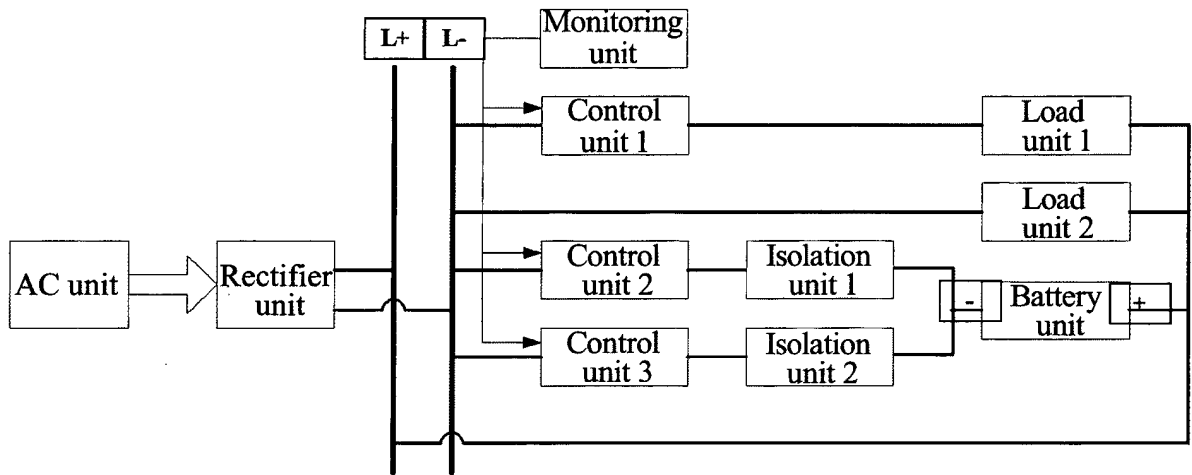 L+ L-
Monitoring
unit
Control
unit 1
Load
unit 1
Load
unit 2
AC unit
Rectifier
unit
Control
unit 2
Isolation
unit 1
-
Battery
unit
+
Control
unit 3
Isolation
unit 2